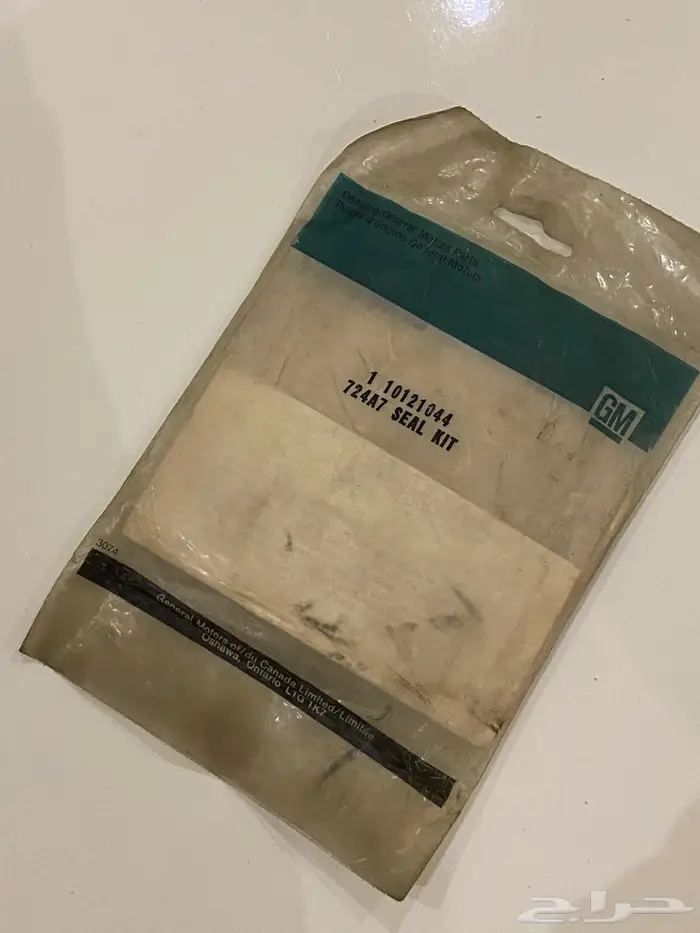 Genuine General Motors Parts
Pièces d'origine General Motors
GM
1 10121044
724A7 SEAL KIT
3074
General Motors of/du Canada Limited/Limitée
Oshawa, Ontario L1G 1K7
حراج